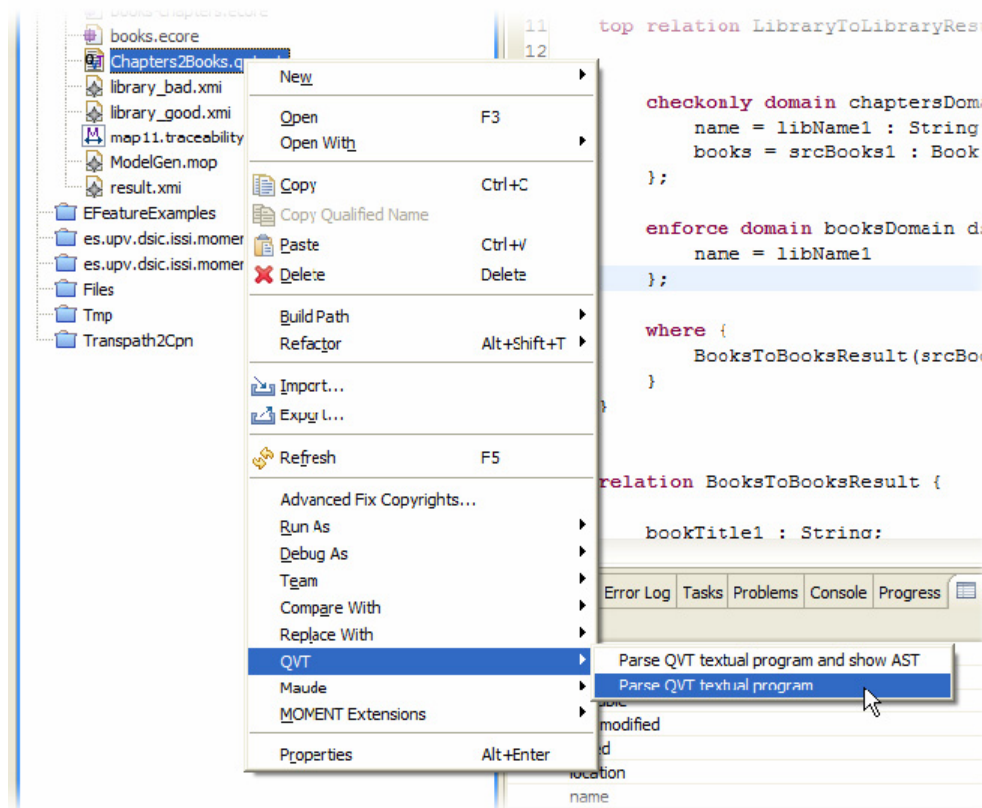 books.ecore
Chapters2Books.q
library_bad.xmi
library_good.xmi
map11.traceability
ModelGen.mop
result.xmi
EFeatureExamples
es.upv.dsic.issi.momer
es.upv.dsic.issi.momer
Files
Tmp
Transpath2Cpn
New
Open F3
Open With
Copy Ctrl+C
Copy Qualified Name
Paste Ctrl+V
Delete Delete
Build Path
Refactor Alt+Shift+T
Import...
Export...
Refresh F5
Advanced Fix Copyrights...
Run As
Debug As
Team
Compare With
Replace With
QVT
Maude
MOMENT Extensions
Properties Alt+Enter
Parse QVT textual program and show AST
Parse QVT textual program
11 top relation LibraryToLibraryRes
12
checkonly domain chaptersDoma
name = libName1 : String
books = srcBooks1 : Book
};
enforce domain booksDomain d
name = libName1
};
where {
BooksToBooksResult(srcBo
}
}
relation BooksToBooksResult {
bookTitle1 : String;
Error Log Tasks Problems Console Progress
modified
location
name